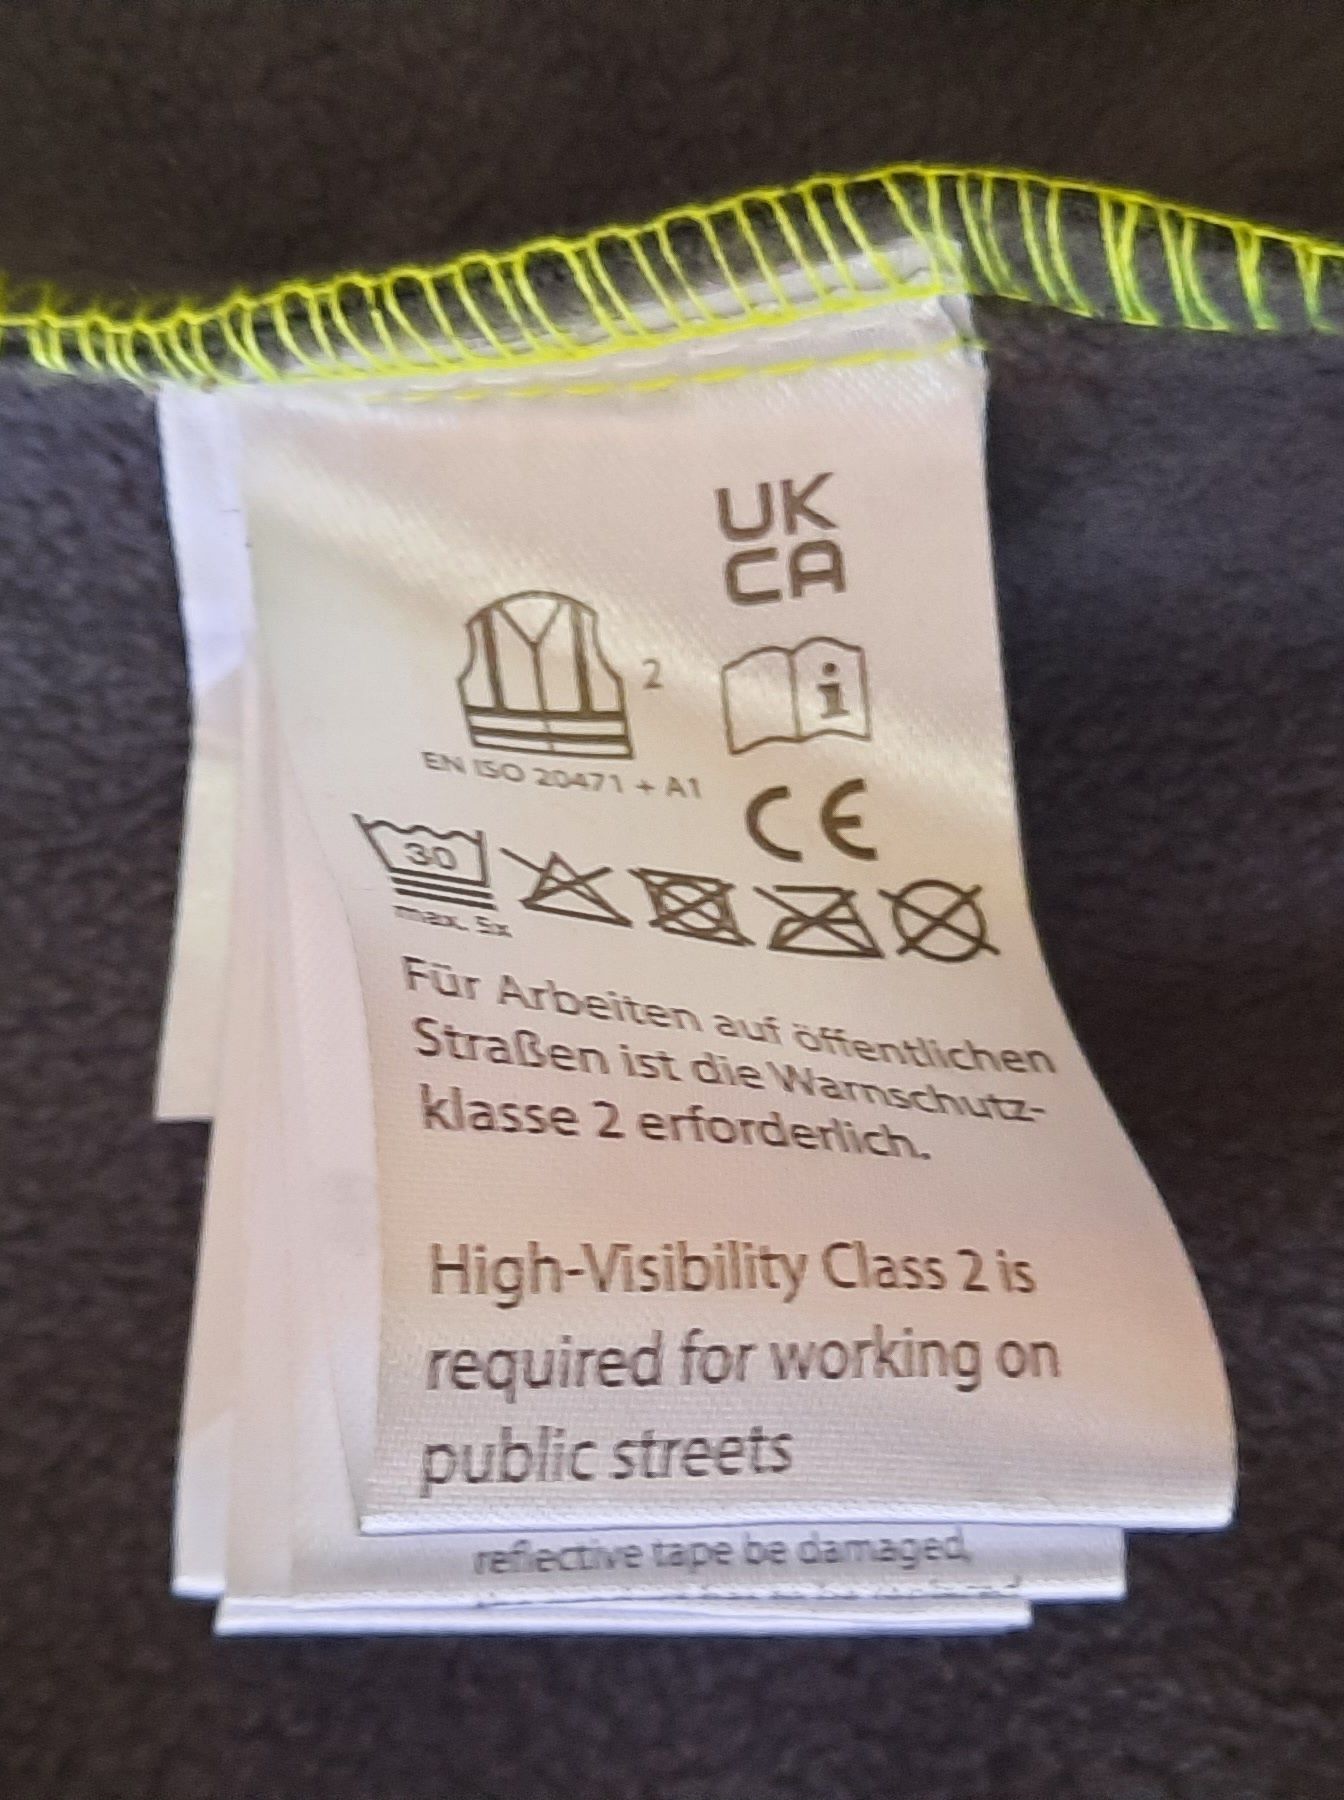 UK
CA
2
i
EN ISO 20471 + A1
CE
30
max. 5x
Für Arbeiten auf öffentlichen
Straßen ist die Warnschutz-
klasse 2 erforderlich.
High-Visibility Class 2 is
required for working on
public streets
reflective tape be damaged,